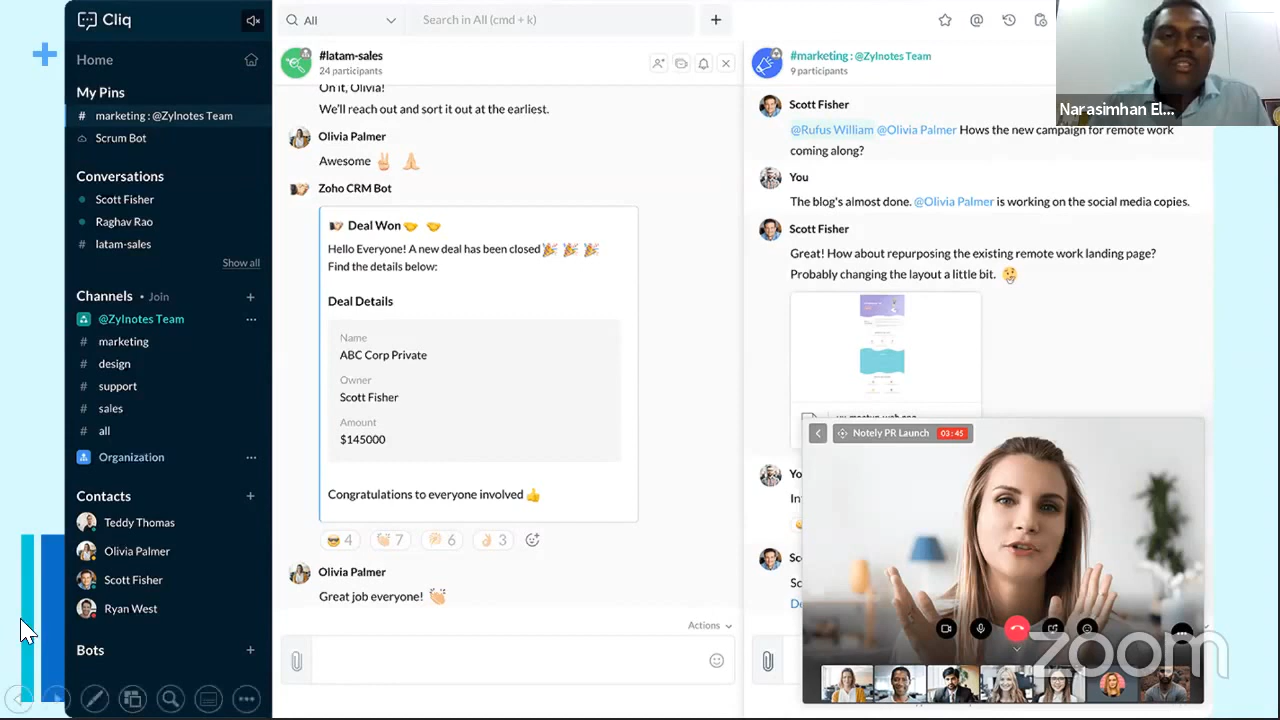 Cliq
Home
My Pins
# marketing : @Zylnotes Team
Scrum Bot
Conversations
Scott Fisher
Raghav Rao
# latam-sales
Show all
Channels • Join +
@Zylnotes Team ...
# marketing
# design
# support
# sales
# all
Organization ...
Contacts +
Teddy Thomas
Olivia Palmer
Scott Fisher
Ryan West
Bots +
All
Search in All (cmd + k)
+
#latam-sales
24 participants
On it, Olivia!
We'll reach out and sort it out at the earliest.
Olivia Palmer
Awesome ✌🏻 🙏🏻
Zoho CRM Bot
Deal Won
Hello Everyone! A new deal has been closed🎉 🎉 🎉
Find the details below:
Deal Details
Name
ABC Corp Private
Owner
Scott Fisher
Amount
$145000
Congratulations to everyone involved 👍
😎 4 👏🏻 7 6 👌🏻 3
Olivia Palmer
Great job everyone! 👏🏻
Actions
#marketing : @Zylnotes Team
9 participants
Scott Fisher
@Rufus William @Olivia Palmer Hows the new campaign for remote work
coming along?
You
The blog's almost done. @Olivia Palmer is working on the social media copies.
Scott Fisher
Great! How about repurposing the existing remote work landing page?
Probably changing the layout a little bit. 🤔
Notely PR Launch 03:45
Narasimhan El...
zoom